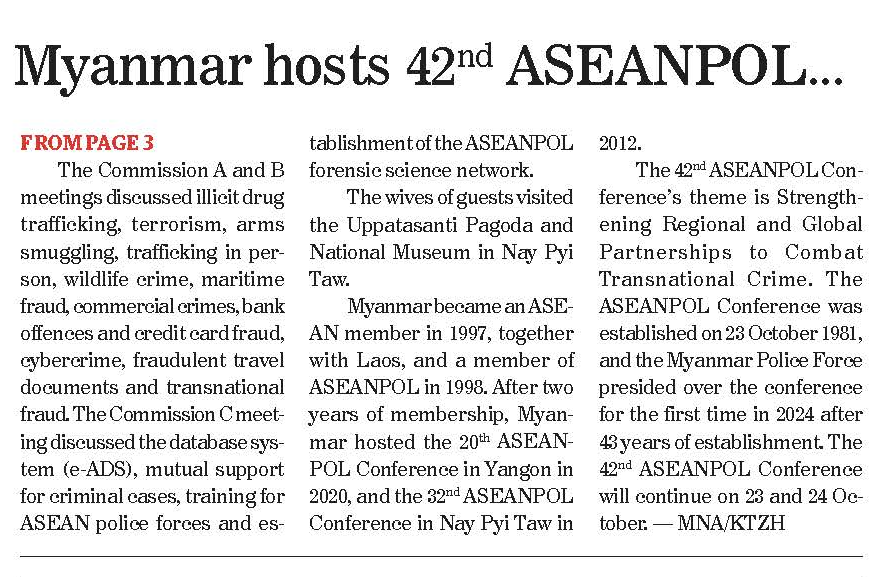 Myanmar hosts 42nd ASEANPOL...
FROM PAGE 3
The Commission A and B
meetings discussed illicit drug
trafficking, terrorism, arms
smuggling, trafficking in per-
son, wildlife crime, maritime
fraud, commercial crimes, bank
offences and credit card fraud,
cybercrime, fraudulent travel
documents and transnational
fraud. The Commission C meet-
ing discussed the database sys-
tem (e-ADS), mutual support
for criminal cases, training for
ASEAN police forces and es-
tablishment of the ASEANPOL
forensic science network.
The wives of guests visited
the Uppatasanti Pagoda and
National Museum in Nay Pyi
Taw.
Myanmar became an ASE-
AN member in 1997, together
with Laos, and a member of
ASEANPOL in 1998. After two
years of membership, Myan-
mar hosted the 20th ASEAN-
POL Conference in Yangon in
2020, and the 32nd ASEANPOL
Conference in Nay Pyi Taw in
2012.
The 42nd ASEANPOL Con-
ference's theme is Strength-
ening Regional and Global
Partnerships to Combat
Transnational Crime. The
ASEANPOL Conference was
established on 23 October 1981,
and the Myanmar Police Force
presided over the conference
for the first time in 2024 after
43 years of establishment. The
42nd ASEANPOL Conference
will continue on 23 and 24 Oc-
tober. — MNA/KTZH